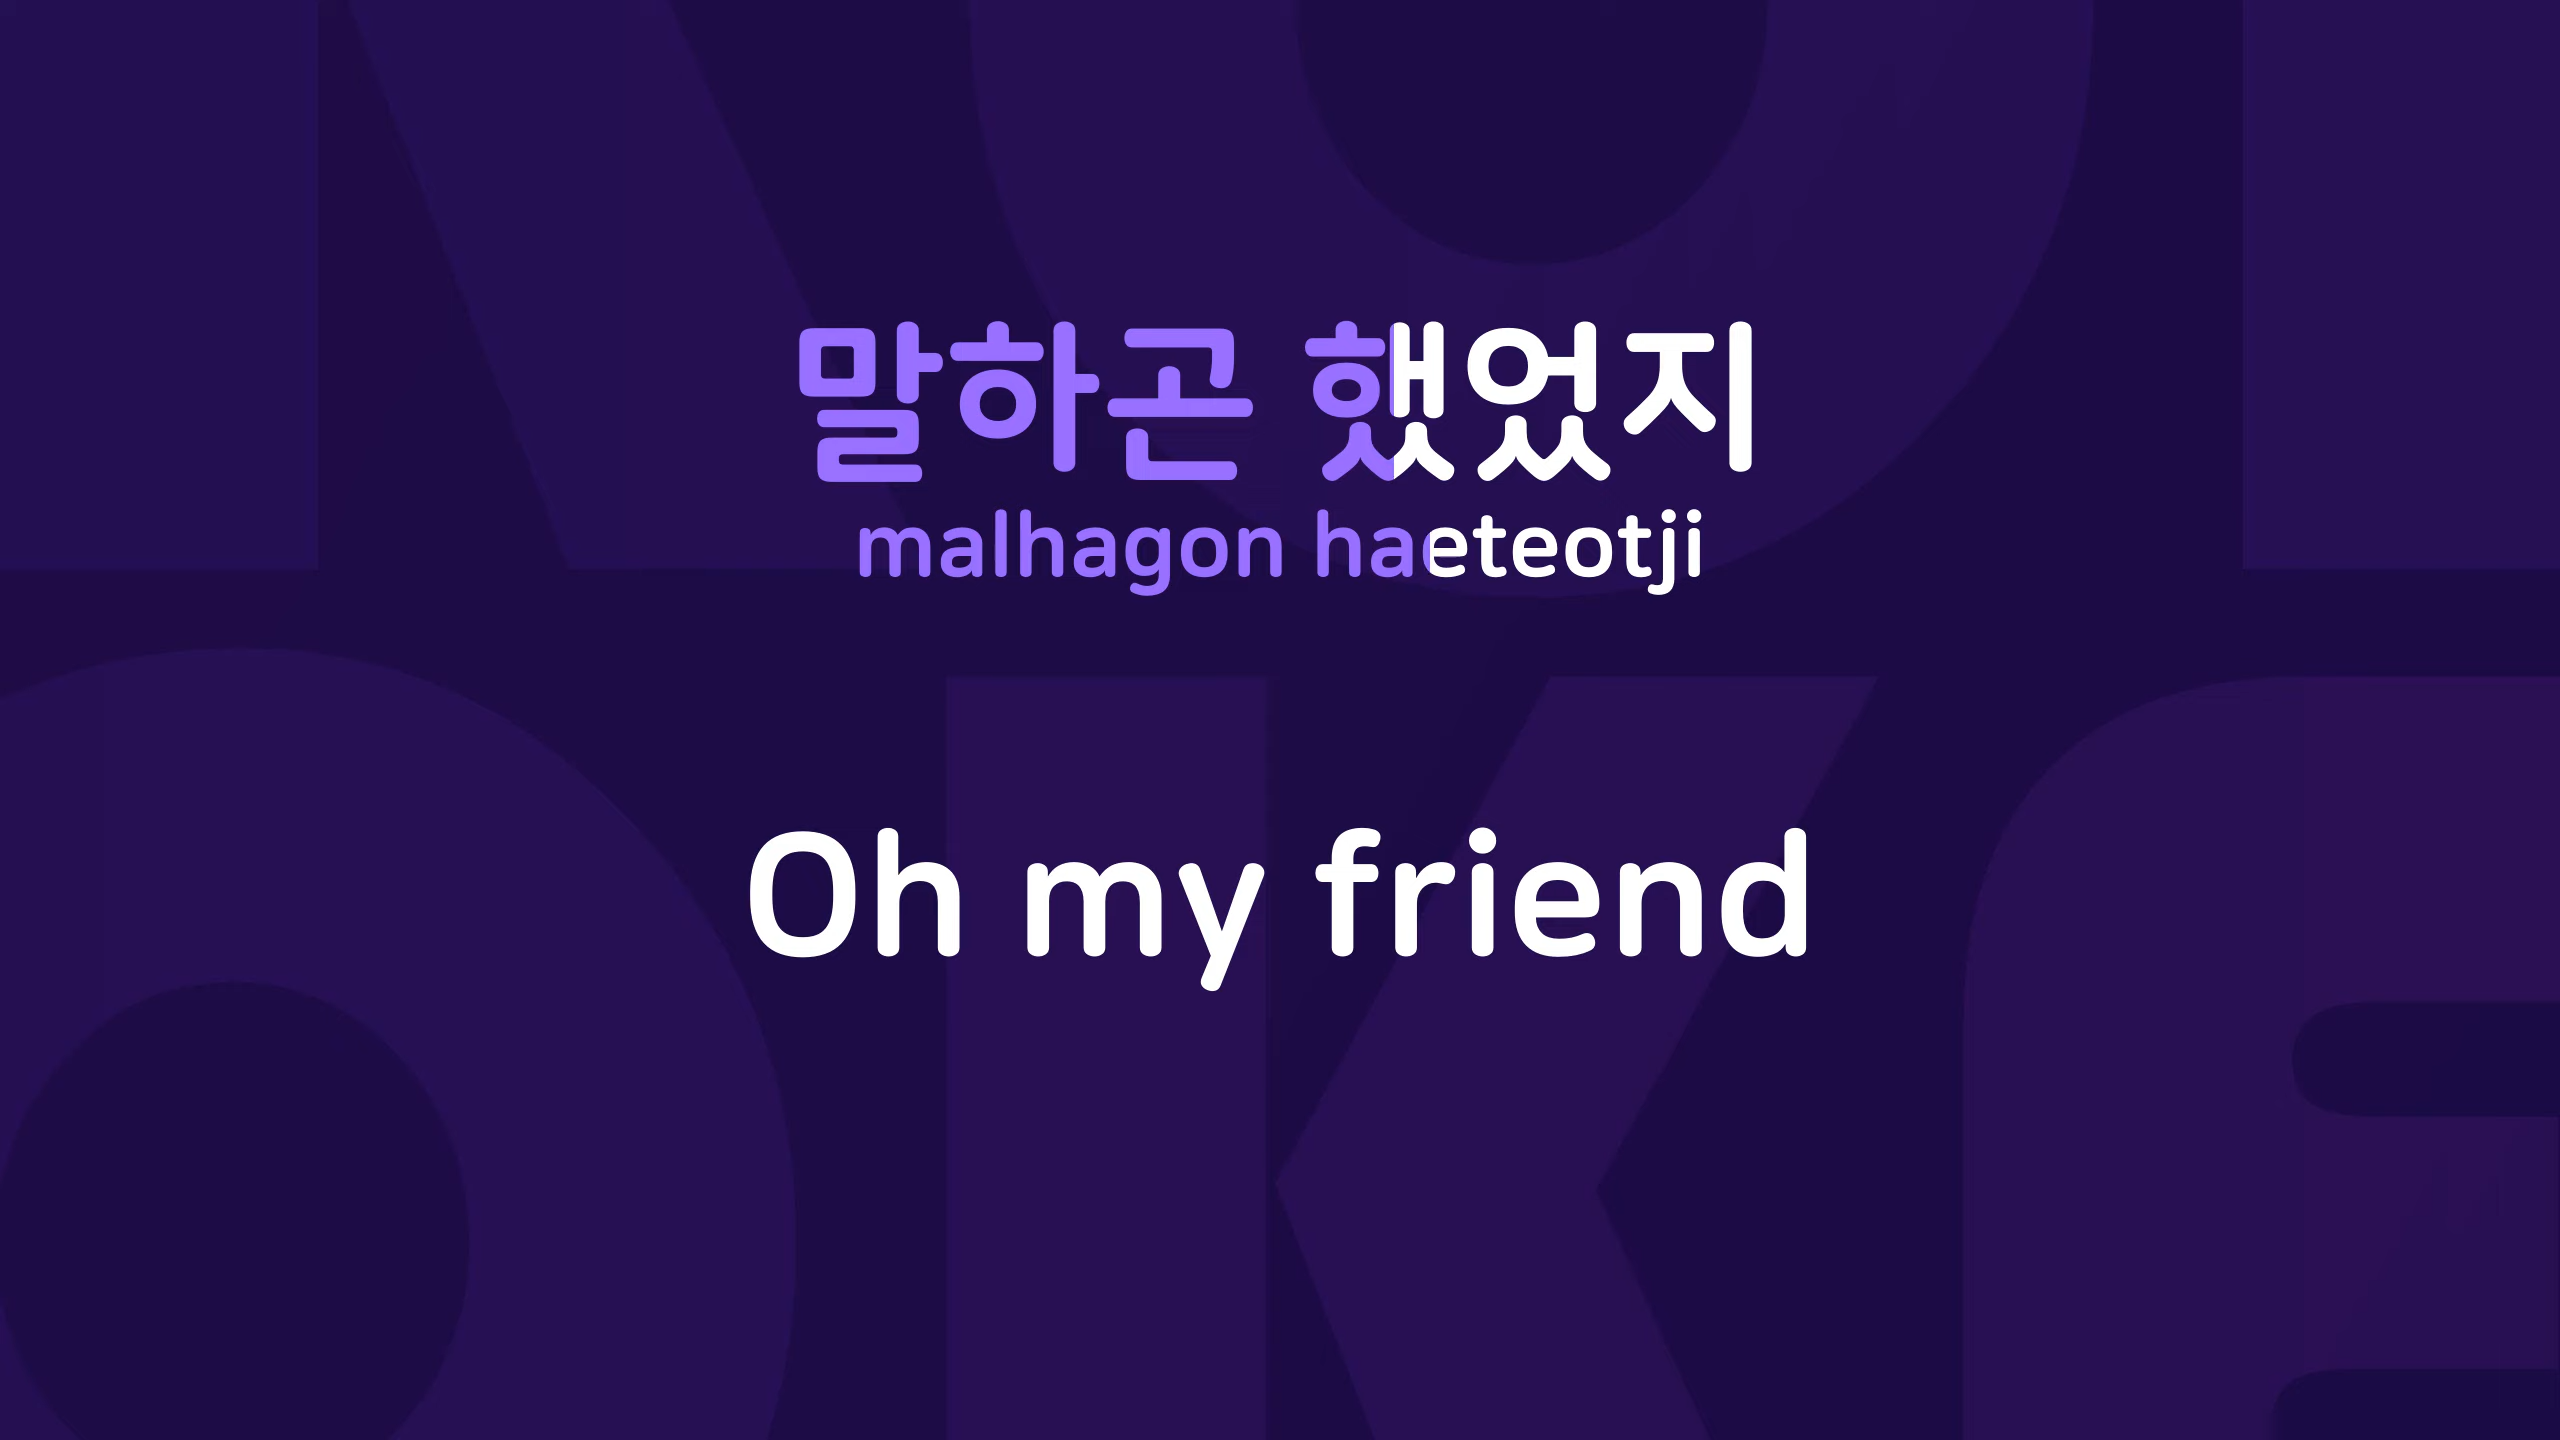 말하곤 했었지
malhagon haeteotji
Oh my friend